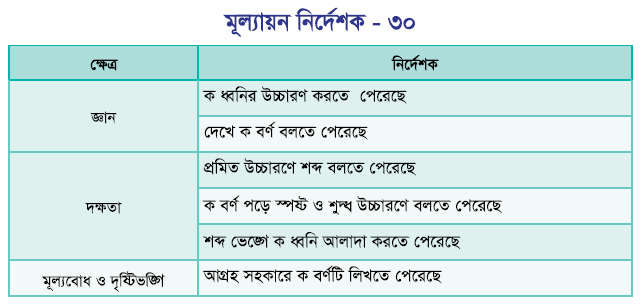 মূল্যায়ন নির্দেশক - ৩০
ক্ষেত্র নির্দেশক
জ্ঞান ক ধ্বনির উচ্চারণ করতে পেরেছে
দেখে ক বর্ণ বলতে পেরেছে
দক্ষতা প্রমিত উচ্চারণে শব্দ বলতে পেরেছে
ক বর্ণ পড়ে স্পষ্ট ও শুদ্ধ উচ্চারণে বলতে পেরেছে
শব্দ ভেঙ্গে ক ধ্বনি আলাদা করতে পেরেছে
মূল্যবোধ ও দৃষ্টিভঙ্গি আগ্রহ সহকারে ক বর্ণটি লিখতে পেরেছে